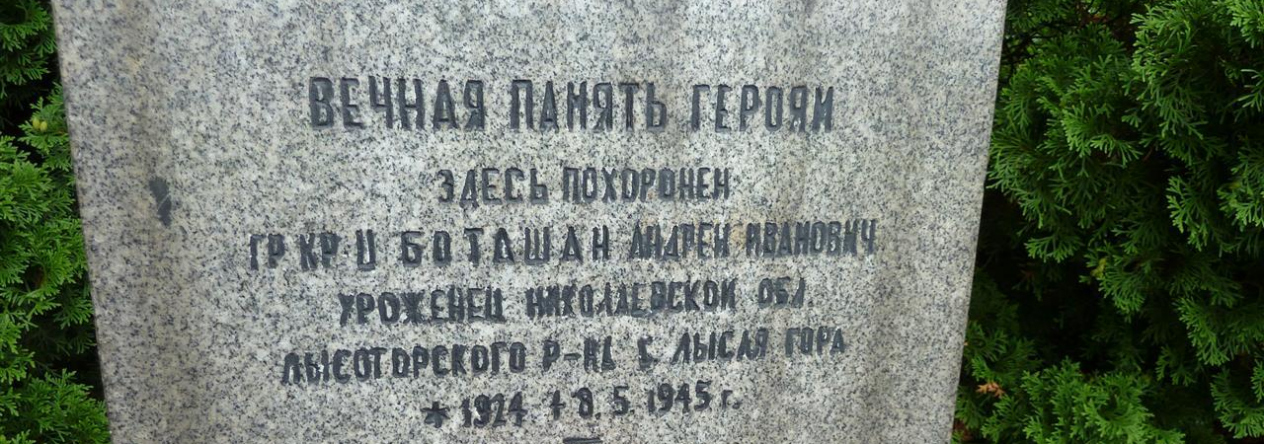 ВЕЧНАЯ ПАМЯТЬ ГЕРОЯМ
ЗДЕСЬ ПОХОРОНЕН
ГР КР-Ц БОТАШАН АНДРЕЙ ИВАНОВИЧ
УРОЖЕНЕЦ НИКОЛАЕВСКОЙ ОБЛ.
ЛЫСОГОРСКОГО Р-НА С. ЛЫСАЯ ГОРА
* 1924 + 8.5.1945 г.